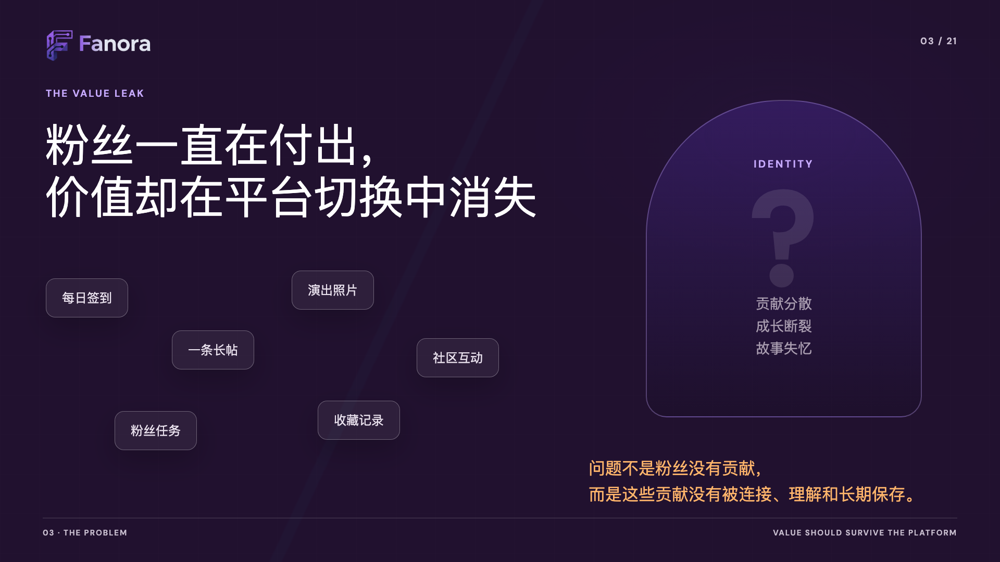 Fanora
03 / 21
THE VALUE LEAK
粉丝一直在付出，
价值却在平台切换中消失
每日签到
演出照片
一条长帖
社区互动
粉丝任务
收藏记录
IDENTITY
?
贡献分散
成长断裂
故事失忆
问题不是粉丝没有贡献，
而是这些贡献没有被连接、理解和长期保存。
03 · THE PROBLEM
VALUE SHOULD SURVIVE THE PLATFORM